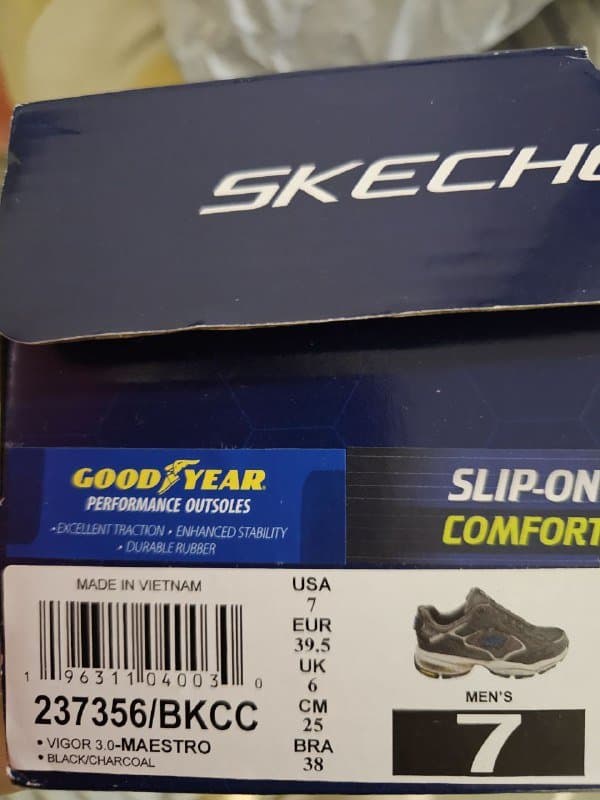 SKECHE
GOODYEAR
PERFORMANCE OUTSOLES
• EXCELLENT TRACTION • ENHANCED STABILITY
• DURABLE RUBBER
SLIP-ON
COMFORT
MADE IN VIETNAM
1 96311 04003 0
237356/BKCC
• VIGOR 3.0-MAESTRO
• BLACK/CHARCOAL
USA
7
EUR
39.5
UK
6
CM
25
BRA
38
MEN'S
7